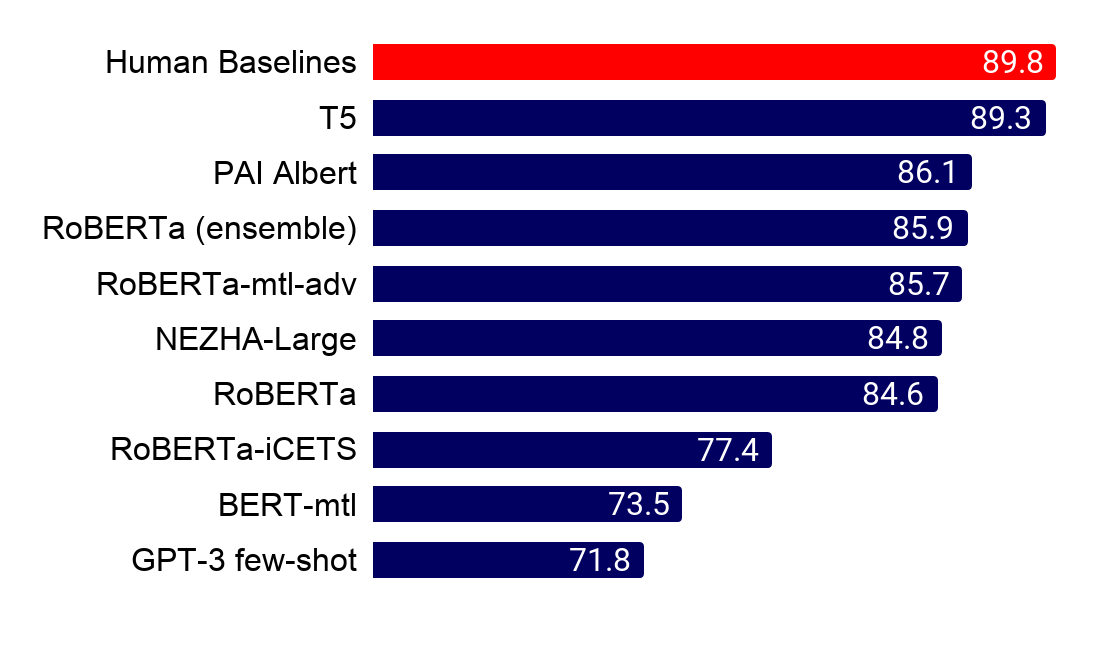 Human Baselines 89.8
T5 89.3
PAI Albert 86.1
RoBERTa (ensemble) 85.9
RoBERTa-mtl-adv 85.7
NEZHA-Large 84.8
RoBERTa 84.6
RoBERTa-iCETS 77.4
BERT-mtl 73.5
GPT-3 few-shot 71.8